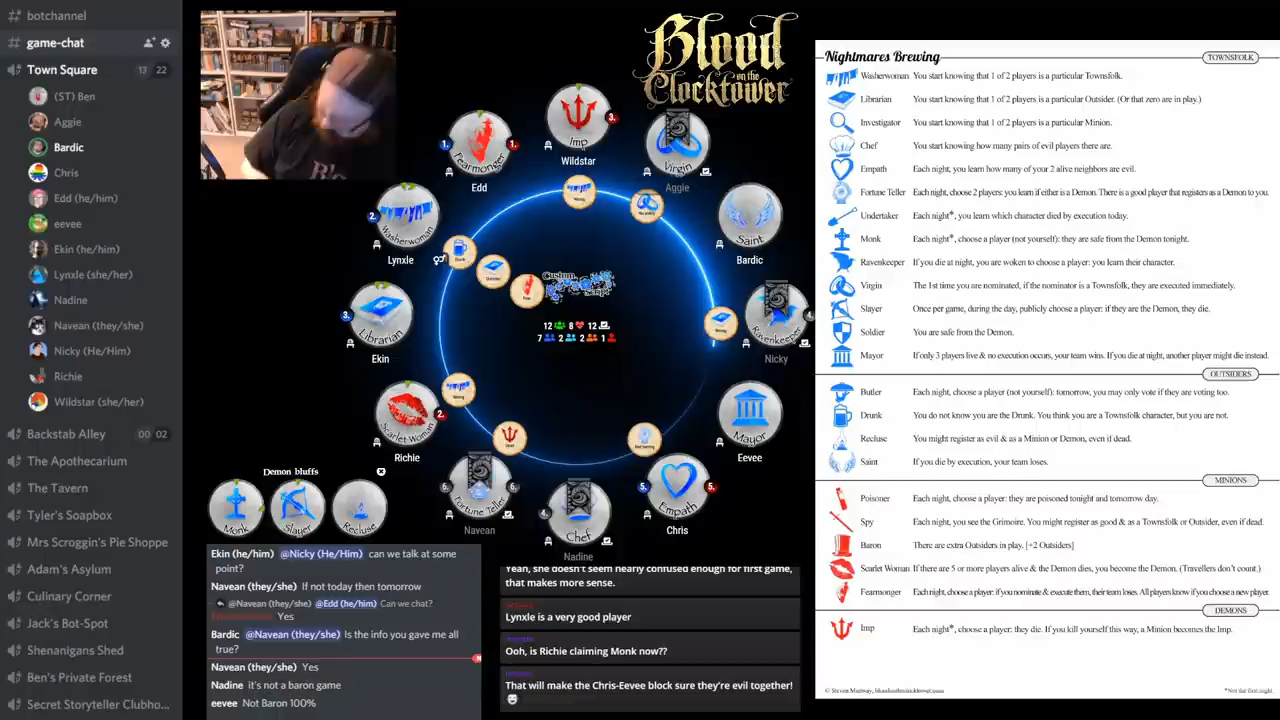 botchannel
game-chat
Town Square 13 22
(ST) Ben
Aggie
Bardic
Chris
Edd (he/him)
eevee
Ekin (he/him)
Lynxle (she/her)
Nadine
Navean (they/she)
Nicky (He/Him)
Richie
Wildstar (she/her)
Backstab Alley 00 02
The Apothecarium
The Tavern
Tyler's Soapbox
Mrs Scroggin's Pie Shoppe
Adam's Asylum
Culinary Corner
Jack's Bot-Spot
Shenanigans Shed
Ben's Private Forest
Secret Storyteller Clubho...
Blood
on the
Clocktower
Imp
3.
Wildstar
Fearmonger
1.
1.
Edd
Virgin
Aggie
Washerwoman
2.
Lynxle
Saint
Bardic
Librarian
3.
Ekin
Ravenkeeper
4.
Nicky
12 8 12
7 2 2 1
Scarlet Woman
2.
Richie
Mayor
Eevee
Fortune Teller
6.
6.
Navean
Chef
4.
Nadine
Empath
5.
5.
Chris
Demon bluffs
Monk
Slayer
Recluse
Ekin (he/him) @Nicky (He/Him) can we talk at some
point?
Navean (they/she) If not today then tomorrow
@Navean (they/she) @Edd (he/him) Can we chat?
Yes
Bardic @Navean (they/she) Is the info you gave me all
true?
Navean (they/she) Yes
Nadine it's not a baron game
eevee Not Baron 100%
Yeah, she doesn't seem nearly confused enough for first game,
that makes more sense.
Lynxle is a very good player
Ooh, is Richie claiming Monk now??
That will make the Chris-Eevee block sure they're evil together!
Nightmares Brewing
TOWNSFOLK
Washerwoman You start knowing that 1 of 2 players is a particular Townsfolk.
Librarian You start knowing that 1 of 2 players is a particular Outsider. (Or that zero are in play.)
Investigator You start knowing that 1 of 2 players is a particular Minion.
Chef You start knowing how many pairs of evil players there are.
Empath Each night, you learn how many of your 2 alive neighbors are evil.
Fortune Teller Each night, choose 2 players: you learn if either is a Demon. There is a good player that registers as a Demon to you.
Undertaker Each night*, you learn which character died by execution today.
Monk Each night*, choose a player (not yourself): they are safe from the Demon tonight.
Ravenkeeper If you die at night, you are woken to choose a player: you learn their character.
Virgin The 1st time you are nominated, if the nominator is a Townsfolk, they are executed immediately.
Slayer Once per game, during the day, publicly choose a player: if they are the Demon, they die.
Soldier You are safe from the Demon.
Mayor If only 3 players live & no execution occurs, your team wins. If you die at night, another player might die instead.
OUTSIDERS
Butler Each night, choose a player (not yourself): tomorrow, you may only vote if they are voting too.
Drunk You do not know you are the Drunk. You think you are a Townsfolk character, but you are not.
Recluse You might register as evil & as a Minion or Demon, even if dead.
Saint If you die by execution, your team loses.
MINIONS
Poisoner Each night, choose a player: they are poisoned tonight and tomorrow day.
Spy Each night, you see the Grimoire. You might register as good & as a Townsfolk or Outsider, even if dead.
Baron There are extra Outsiders in play. [+2 Outsiders]
Scarlet Woman If there are 5 or more players alive & the Demon dies, you become the Demon. (Travellers don't count.)
Fearmonger Each night, choose a player: if you nominate & execute them, their team loses. All players know if you choose a new player.
DEMONS
Imp Each night*, choose a player: they die. If you kill yourself this way, a Minion becomes the Imp.
*Not the first night.